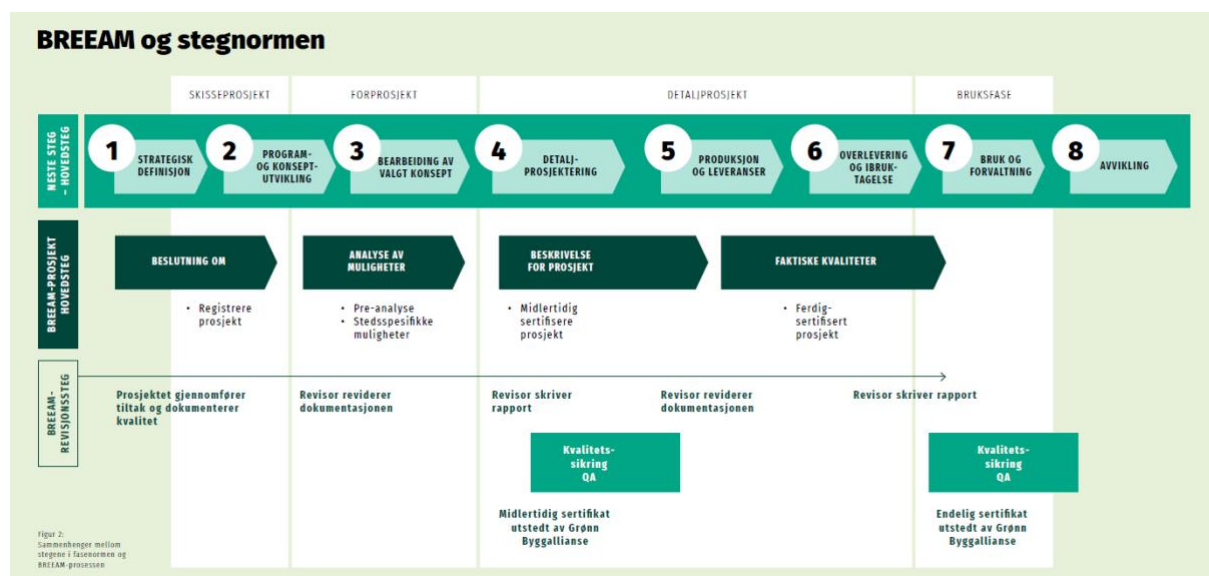 BREEAM og stegnormen
SKISSEPROSJEKT
FORPROSJEKT
DETALJPROSJEKT
BRUKSFASE
NESTE STEG
– HOVEDSTEG
1
STRATEGISK
DEFINISJON
2
PROGRAM-
OG KONSEPT-
UTVIKLING
3
BEARBEIDING AV
VALGT KONSEPT
4
DETALJ-
PROSJEKTERING
5
PRODUKSJON
OG LEVERANSER
6
OVERLEVERING
OG IBRUK-
TAGELSE
7
BRUK OG
FORVALTNING
8
AVVIKLING
BREEAM-PROSJEKT
HOVEDSTEG
BESLUTNING OM
ANALYSE AV
MULIGHETER
BESKRIVELSE
FOR PROSJEKT
FAKTISKE KVALITETER
• Registrere
prosjekt
• Pre-analyse
• Stedsspesifikke
muligheter
• Midlertidig
sertifisere
prosjekt
• Ferdig-
sertifisert
prosjekt
BREEAM-
REVISJONSSTEG
Prosjektet gjennomfører
tiltak og dokumenterer
kvalitet
Revisor reviderer
dokumentasjonen
Revisor skriver
rapport
Revisor reviderer
dokumentasjonen
Revisor skriver rapport
Kvalitets-
sikring
QA
Kvalitets-
sikring
QA
Midlertidig sertifikat
utstedt av Grønn
Byggallianse
Endelig sertifikat
utstedt av Grønn
Byggallianse
Figur 2:
Sammenhenger mellom
stegene i fasenormen og
BREEAM-prosessen